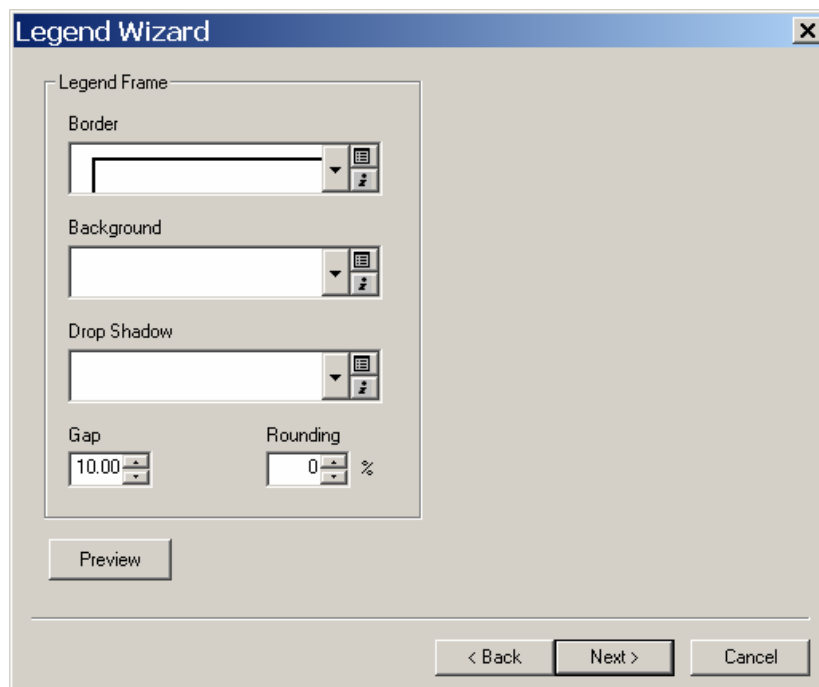 Legend Wizard
Legend Frame
Border
Background
Drop Shadow
Gap
Rounding
10.00
0
%
Preview
< Back
Next >
Cancel